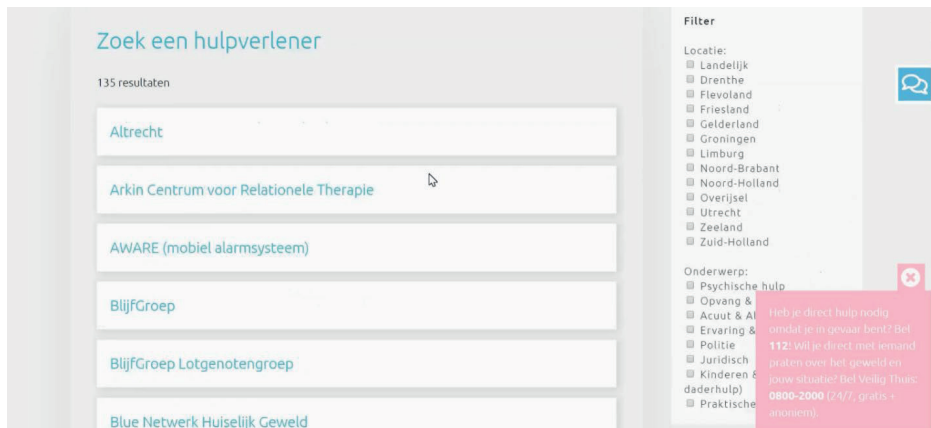 Zoek een hulpverlener
135 resultaten
Altrecht
Arkin Centrum voor Relationele Therapie
AWARE (mobiel alarmsysteem)
BlijfGroep
BlijfGroep Lotgenotengroep
Blue Netwerk Huiselijk Geweld
Filter
Locatie:
Landelijk
Drenthe
Flevoland
Friesland
Gelderland
Groningen
Limburg
Noord-Brabant
Noord-Holland
Overijsel
Utrecht
Zeeland
Zuid-Holland
Onderwerp:
Psychische hulp
Opvang &
Acuut &
Ervaring &
Politie
Juridisch
Kinderen &
daderhulp)
Praktische
Heb je direct hulp nodig
omdat je in gevaar bent? Bel
112! Wil je direct met iemand
praten over het geweld en
jouw situatie? Bel Veilig Thuis:
0800-2000 (24/7, gratis +
anoniem).